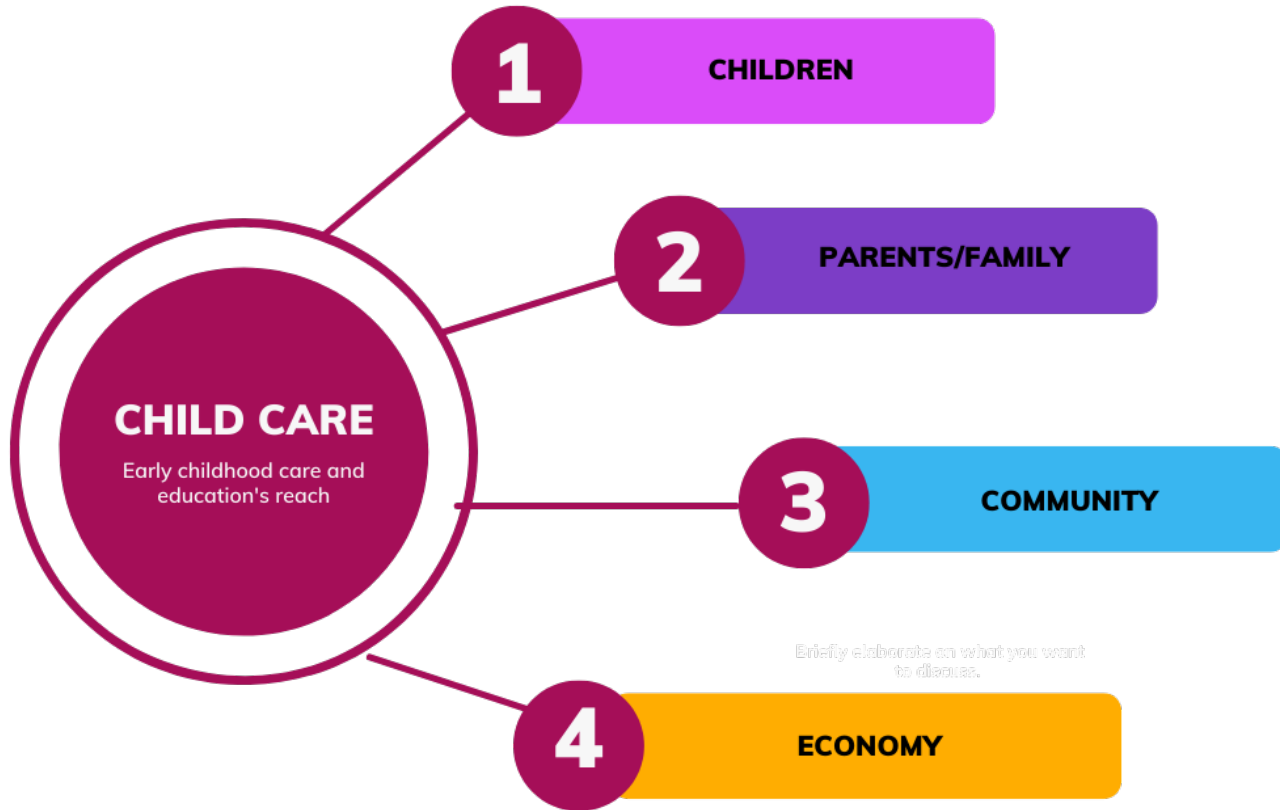 1
CHILDREN
2
PARENTS/FAMILY
CHILD CARE
Early childhood care and
education's reach
3
COMMUNITY
Briefly elaborate on what you want
to discuss.
4
ECONOMY